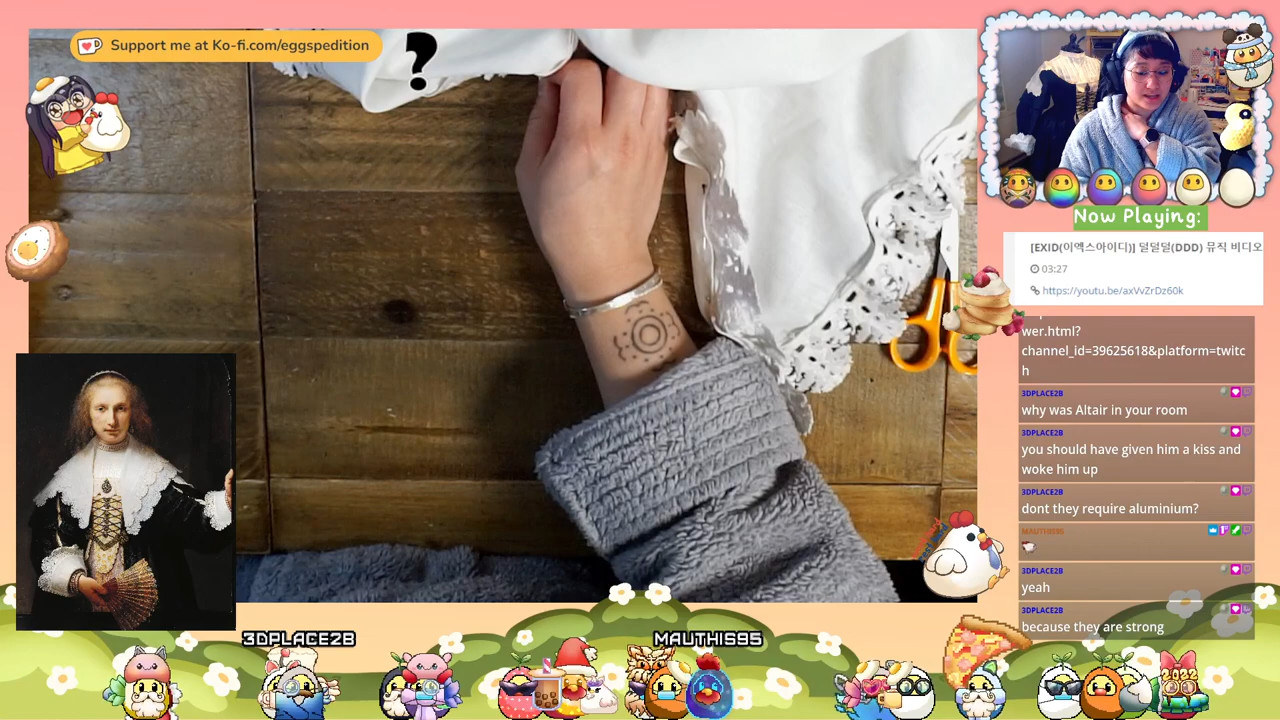 Support me at Ko-fi.com/eggspedition
?
Now Playing:
[EXID(이엑스아이디)] 덜덜덜(DDD) 뮤직 비디오
03:27
https://youtu.be/axVvZrDz60k
wer.html?
channel_id=39625618&platform=twitc
h
3DPLACE2B
why was Altair in your room
3DPLACE2B
you should have given him a kiss and
woke him up
3DPLACE2B
dont they require aluminium?
MAUTHIS95
3DPLACE2B
yeah
3DPLACE2B
because they are strong
3DPLACE2B
MAUTHIS95
2022